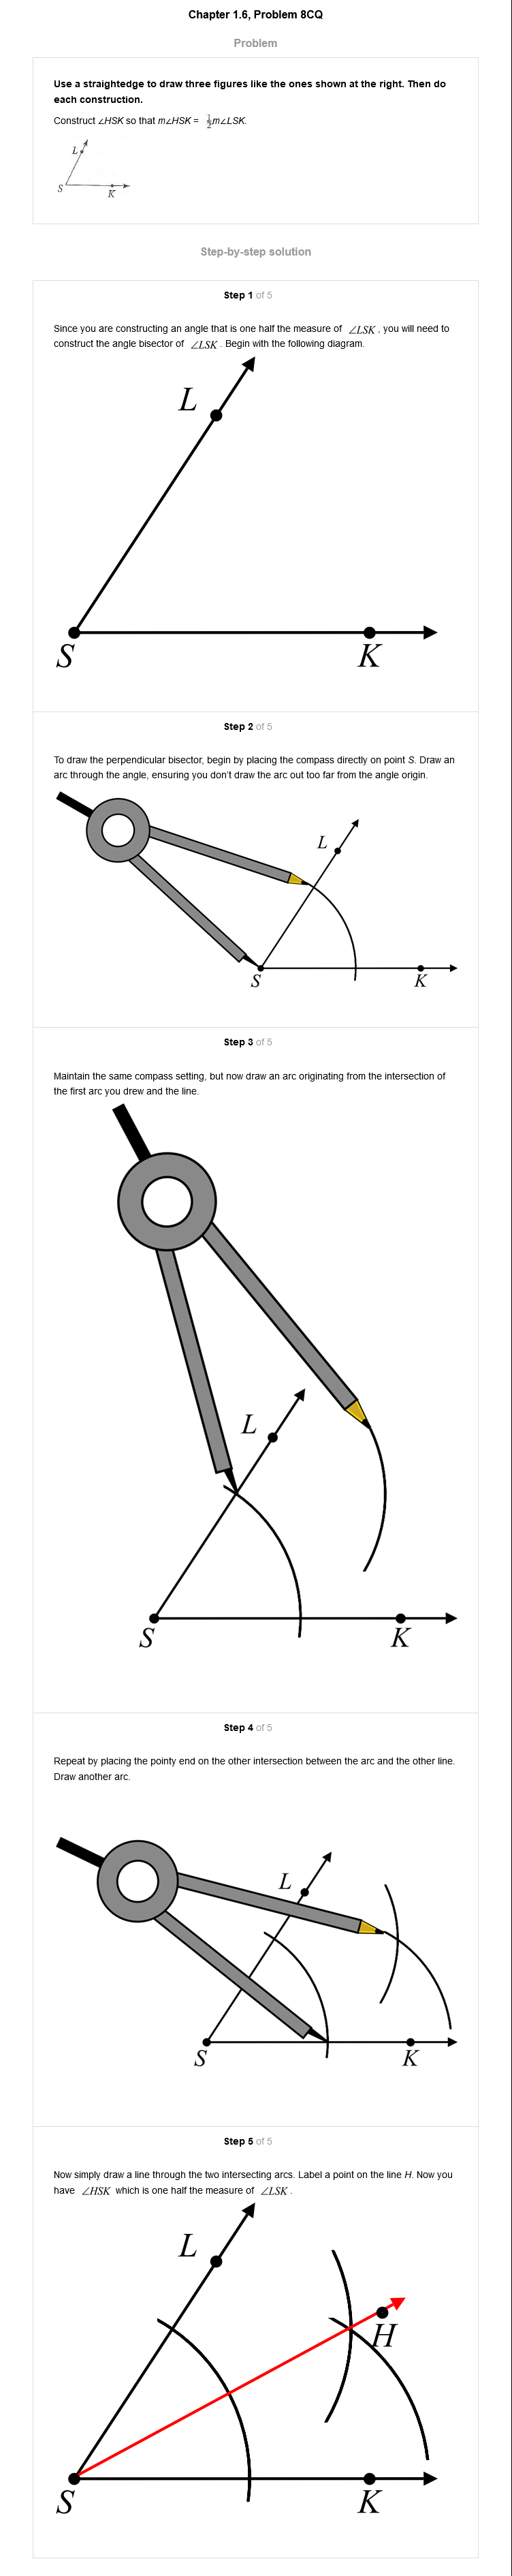 Chapter 1.6, Problem 8CQ
Problem
Use a straightedge to draw three figures like the ones shown at the right. Then do
each construction.
Construct ∠HSK so that m∠HSK = ½m∠LSK.
L
S
K
Step-by-step solution
Step 1 of 5
Since you are constructing an angle that is one half the measure of ∠LSK , you will need to
construct the angle bisector of ∠LSK . Begin with the following diagram.
L
S
K
Step 2 of 5
To draw the perpendicular bisector, begin by placing the compass directly on point S. Draw an
arc through the angle, ensuring you don't draw the arc out too far from the angle origin.
L
S
K
Step 3 of 5
Maintain the same compass setting, but now draw an arc originating from the intersection of
the first arc you drew and the line.
L
S
K
Step 4 of 5
Repeat by placing the pointy end on the other intersection between the arc and the other line.
Draw another arc.
L
S
K
Step 5 of 5
Now simply draw a line through the two intersecting arcs. Label a point on the line H. Now you
have ∠HSK which is one half the measure of ∠LSK .
L
H
S
K